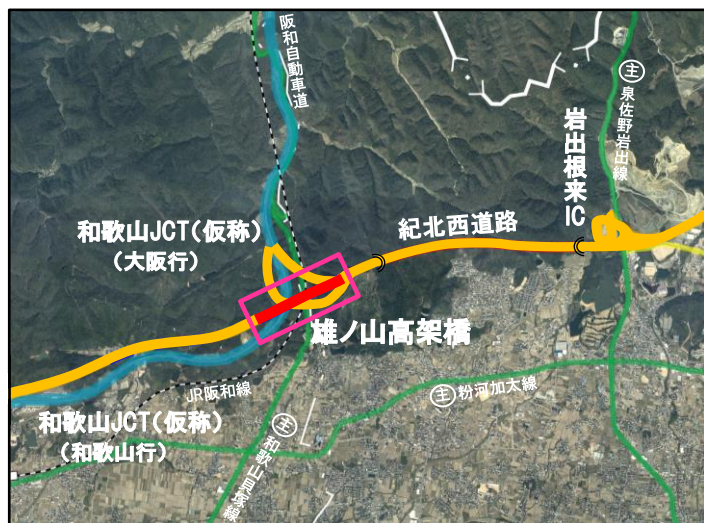 阪和自動車道
主
泉佐野岩出線
岩出根来IC
和歌山JCT(仮称)
(大阪行)
紀北西道路
雄ノ山高架橋
JR阪和線
主 粉河加太線
和歌山JCT(仮称)
(和歌山行)
主
和歌山貝塚線